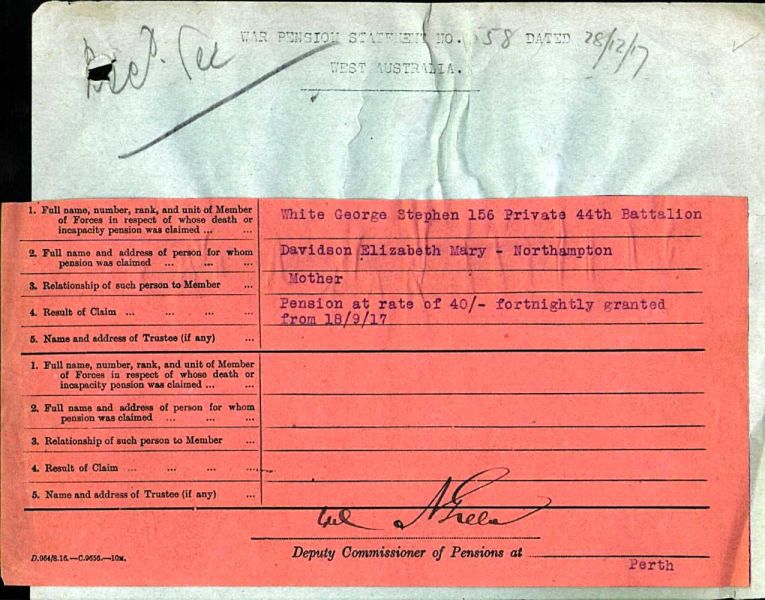 WAR PENSION STATEMENT NO. 158 DATED 28/12/17
WEST AUSTRALIA.
1. Full name, number, rank, and unit of Member of Forces in respect of whose death or incapacity pension was claimed ... ...
White George Stephen 156 Private 44th Battalion
2. Full name and address of person for whom pension was claimed ... ... ...
Davidson Elizabeth Mary - Northampton
3. Relationship of such person to Member ...
Mother
4. Result of Claim ... ... ... ...
Pension at rate of 40/- fortnightly granted
from 18/9/17
5. Name and address of Trustee (if any) ...
1. Full name, number, rank, and unit of Member
of Forces in respect of whose death or
incapacity pension was claimed ... ...
2. Full name and address of person for whom
pension was claimed ... ... ...
3. Relationship of such person to Member ...
4. Result of Claim ... ... ... ...
5. Name and address of Trustee (if any) ...
Deputy Commissioner of Pensions at
Perth
D.964/8.16.—C.9656.—10M.